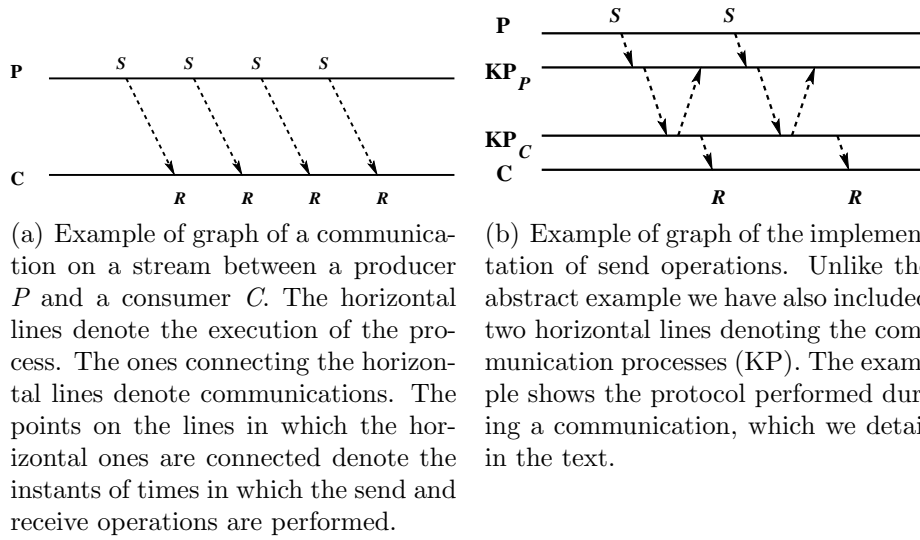 S S S S
P
C
R R R R
(a) Example of graph of a communica-
tion on a stream between a producer
P and a consumer C. The horizontal
lines denote the execution of the pro-
cess. The ones connecting the horizon-
tal lines denote communications. The
points on the lines in which the hor-
izontal ones are connected denote the
instants of times in which the send and
receive operations are performed.
S S
P
KP_P
KP_C
C
R R
(b) Example of graph of the implemen
tation of send operations. Unlike the
abstract example we have also included
two horizontal lines denoting the com
munication processes (KP). The exam
ple shows the protocol performed dur
ing a communication, which we detai
in the text.